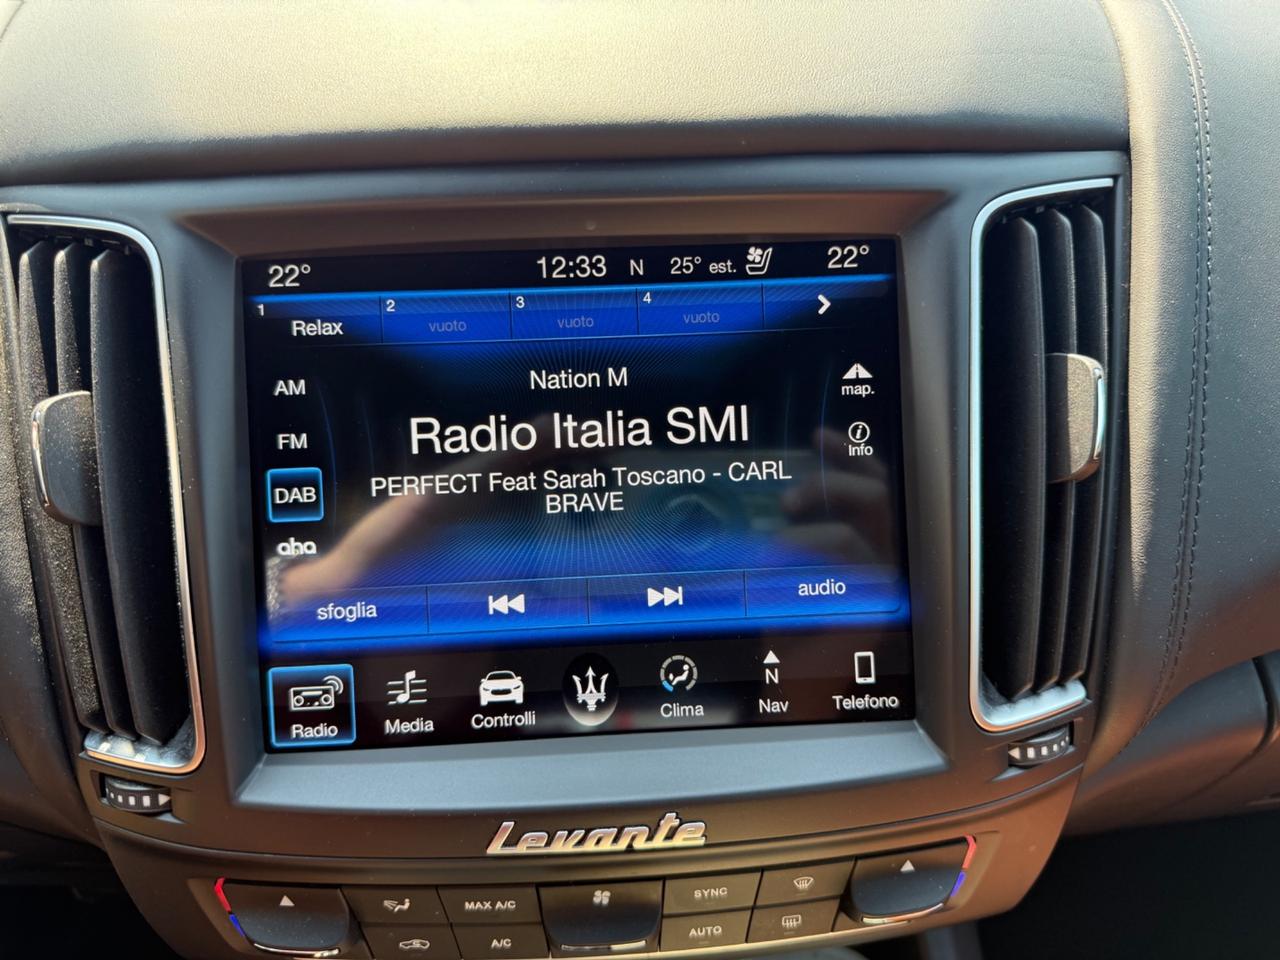 22° 12:33 N 25° est. 22°
1 Relax 2 vuoto 3 vuoto 4 vuoto
AM
FM
DAB
aha
Nation M
Radio Italia SMI
PERFECT Feat Sarah Toscano - CARL
BRAVE
map.
i
Info
sfoglia audio
Radio Media Controlli Clima N Nav Telefono
Levante
MAX A/C SYNC
A/C AUTO